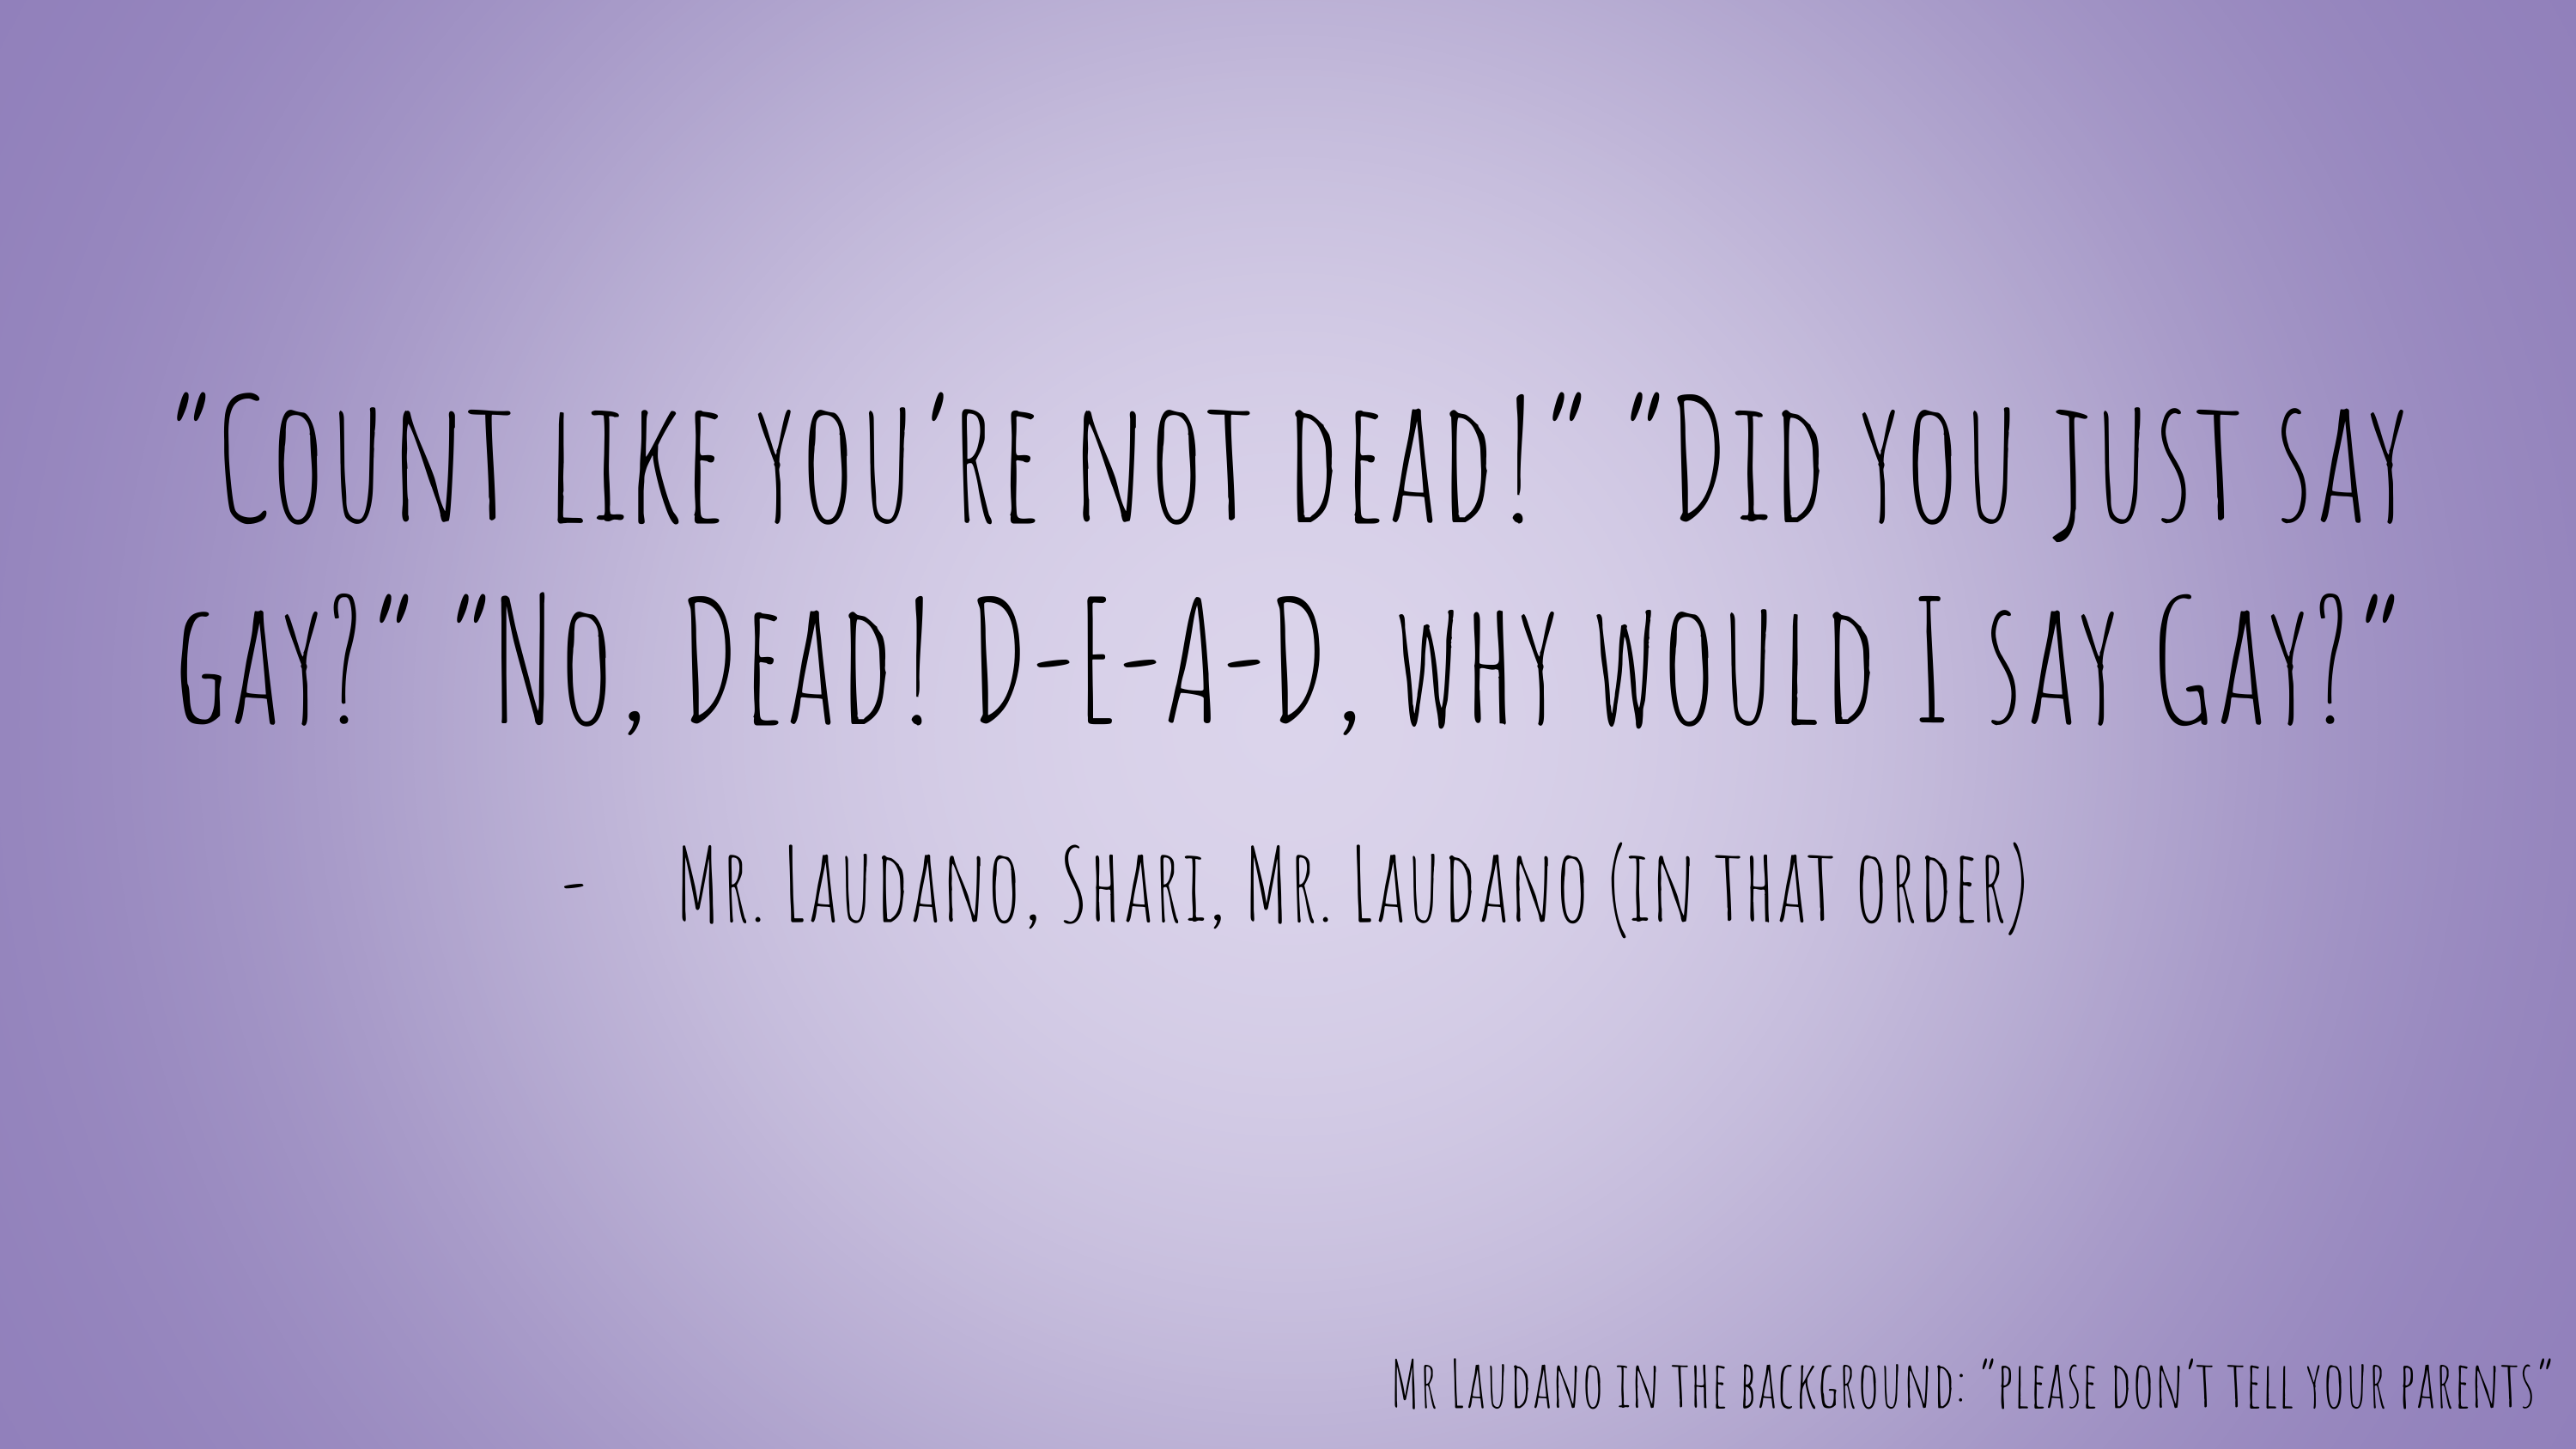 "Count like you're not dead!" "Did you just say
gay?" "No, Dead! D-E-A-D, why would I say Gay?"
- Mr. Laudano, Shari, Mr. Laudano (in that order)
Mr Laudano in the background: "please don't tell your parents"